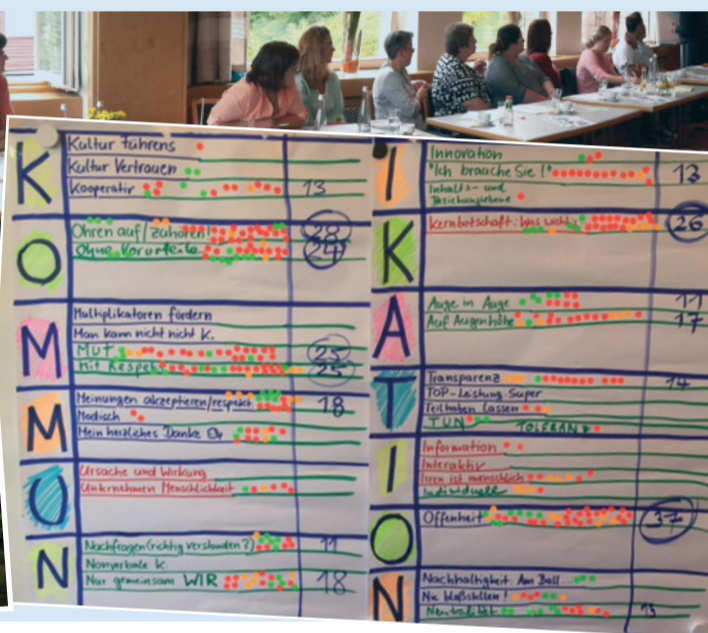 K
Kultur führens
Kultur Vertrauen
Kooperativ 13
O
Ohren auf/zuhören! 28
Ohne Vorurteile 24
M
Multiplikatoren fördern
Man kann nicht nicht K.
Mut 25
Mit Respekt 25
M
Meinungen akzeptieren/respekt. 18
Modisch
Mein herzliches Danke
U
Ursache und Wirkung
Unternehmen Menschlichkeit
N
Nachfragen (richtig verstanden?) 11
Nonverbale K.
Nur gemeinsam WIR 18
I
Innovation
"Ich brauche Sie!" 13
Inhalts- und
Beziehungsebene
K
Kernbotschaft: was wichtig 26
A
Auge in Auge 11
Auf Augenhöhe 17
T
Transparenz 14
TOP-Leistung Super
Teilhaben lassen
TUN TOLERANZ
I
Information
Interaktiv
Irren ist menschlich
Individuell
O
Offenheit 37
N
Nachhaltigkeit: Am Ball
Nie bloßstellen!
Neutralität 13